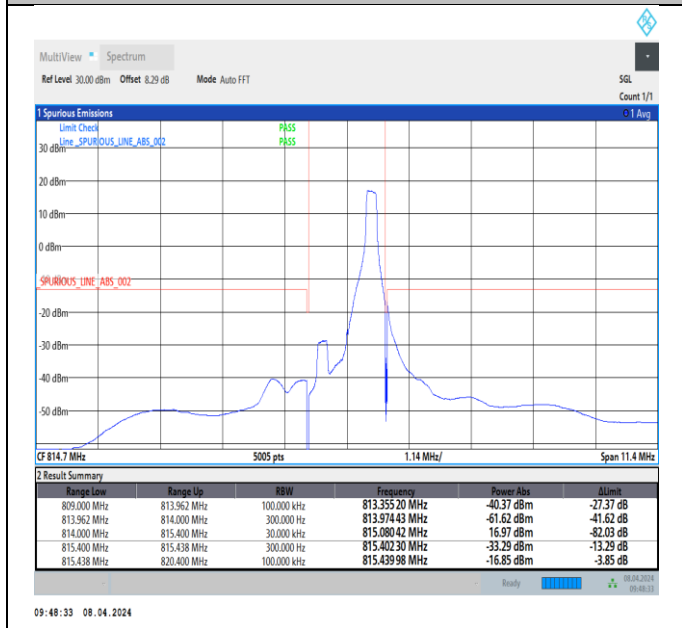 MultiView Spectrum
Ref Level 30.00 dBm Offset 8.29 dB Mode Auto FFT SGL
Count 1/1
1 Spurious Emissions 1 Avg
Limit Check PASS
Line _SPURIOUS_LINE_ABS_002 PASS
30 dBm
20 dBm
10 dBm
0 dBm
_SPURIOUS_LINE_ABS_002
-20 dBm
-30 dBm
-40 dBm
-50 dBm
CF 814.7 MHz 5005 pts 1.14 MHz/ Span 11.4 MHz
2 Result Summary
Range Low Range Up RBW Frequency Power Abs ΔLimit
809.000 MHz 813.962 MHz 100.000 kHz 813.355 20 MHz -40.37 dBm -27.37 dB
813.962 MHz 814.000 MHz 300.000 Hz 813.974 43 MHz -61.62 dBm -41.62 dB
814.000 MHz 815.400 MHz 30.000 kHz 815.080 42 MHz 16.97 dBm -82.03 dB
815.400 MHz 815.438 MHz 300.000 Hz 815.402 30 MHz -33.29 dBm -13.29 dB
815.438 MHz 820.400 MHz 100.000 kHz 815.439 98 MHz -16.85 dBm -3.85 dB
Ready 08.04.2024
09:48:33
09:48:33 08.04.2024